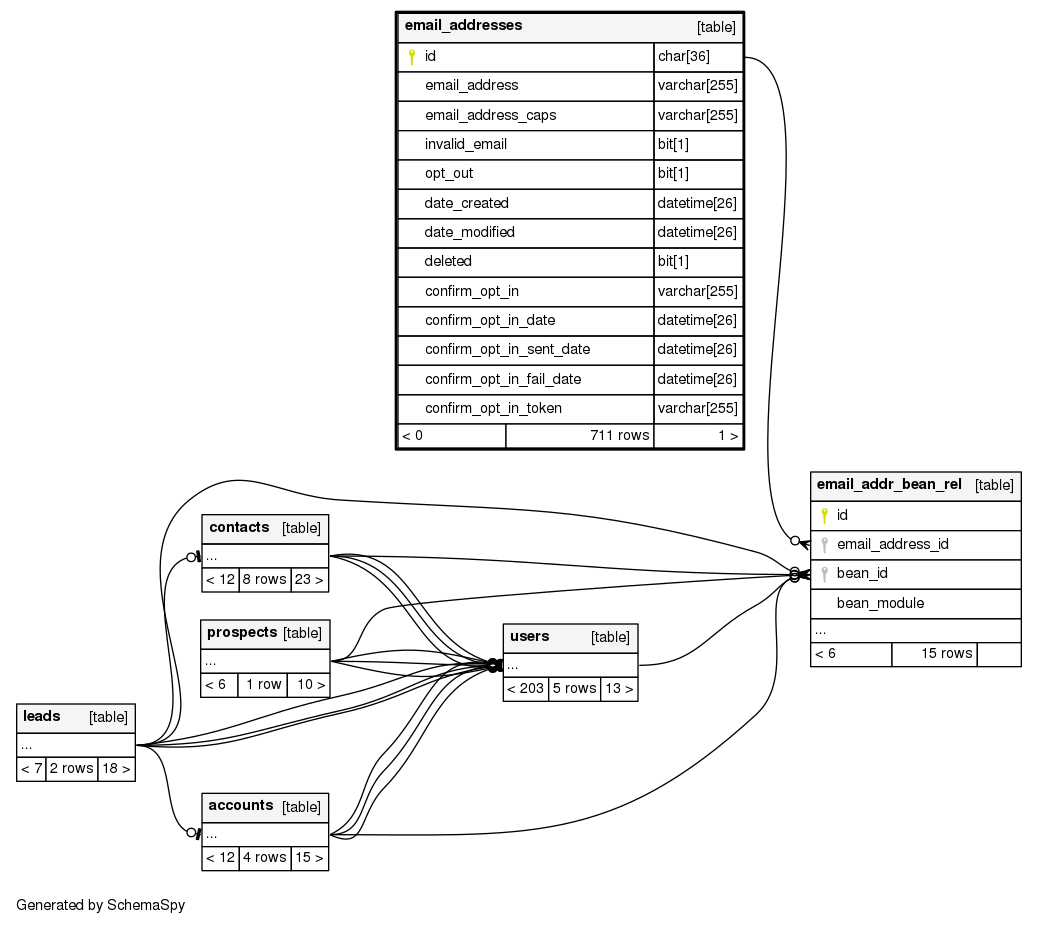 email_addresses [table]
id char[36]
email_address varchar[255]
email_address_caps varchar[255]
invalid_email bit[1]
opt_out bit[1]
date_created datetime[26]
date_modified datetime[26]
deleted bit[1]
confirm_opt_in varchar[255]
confirm_opt_in_date datetime[26]
confirm_opt_in_sent_date datetime[26]
confirm_opt_in_fail_date datetime[26]
confirm_opt_in_token varchar[255]
< 0 711 rows 1 >
email_addr_bean_rel [table]
id
email_address_id
bean_id
bean_module
...
< 6 15 rows
contacts [table]
...
< 12 8 rows 23 >
prospects [table]
...
< 6 1 row 10 >
users [table]
...
< 203 5 rows 13 >
leads [table]
...
< 7 2 rows 18 >
accounts [table]
...
< 12 4 rows 15 >
Generated by SchemaSpy